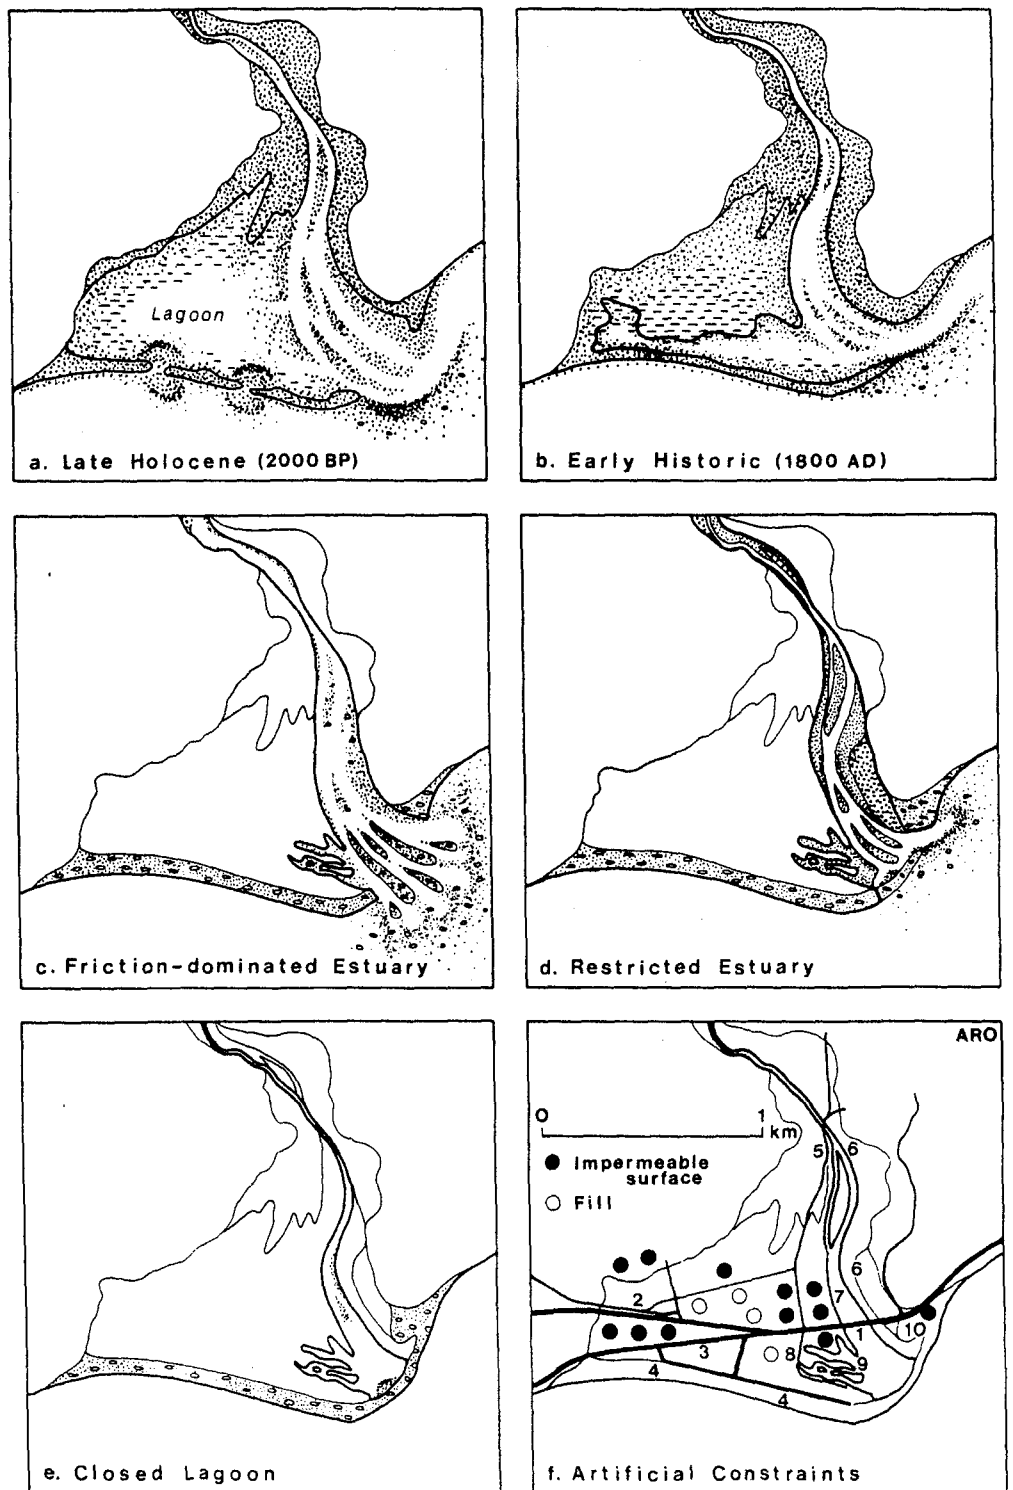 Lagoon
a. Late Holocene (2000 BP)
b. Early Historic (1800 AD)
c. Friction-dominated Estuary
d. Restricted Estuary
e. Closed Lagoon
ARO
0 1
km
Impermeable
surface
Fill
5 6
6
2 7
1 10
3 8 9
4
4
f. Artificial Constraints